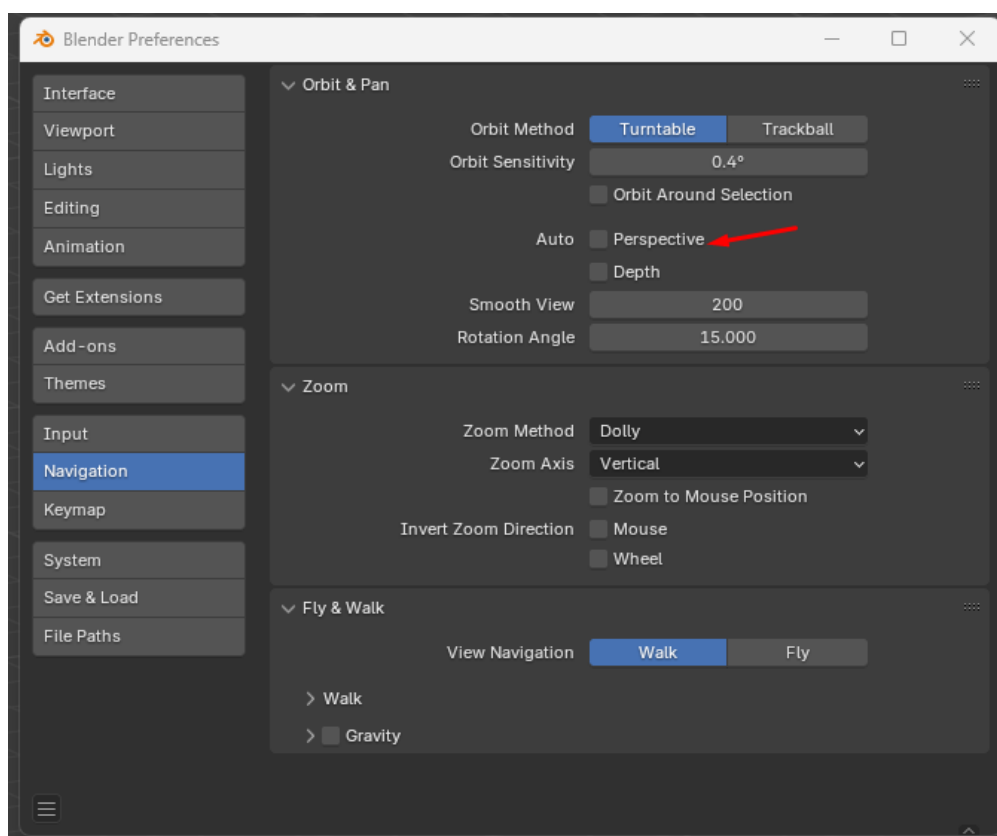 Blender Preferences
Interface
Viewport
Lights
Editing
Animation
Get Extensions
Add-ons
Themes
Input
Navigation
Keymap
System
Save & Load
File Paths
Orbit & Pan
Orbit Method Turntable Trackball
Orbit Sensitivity 0.4°
Orbit Around Selection
Auto Perspective
Depth
Smooth View 200
Rotation Angle 15.000
Zoom
Zoom Method Dolly
Zoom Axis Vertical
Zoom to Mouse Position
Invert Zoom Direction Mouse
Wheel
Fly & Walk
View Navigation Walk Fly
Walk
Gravity